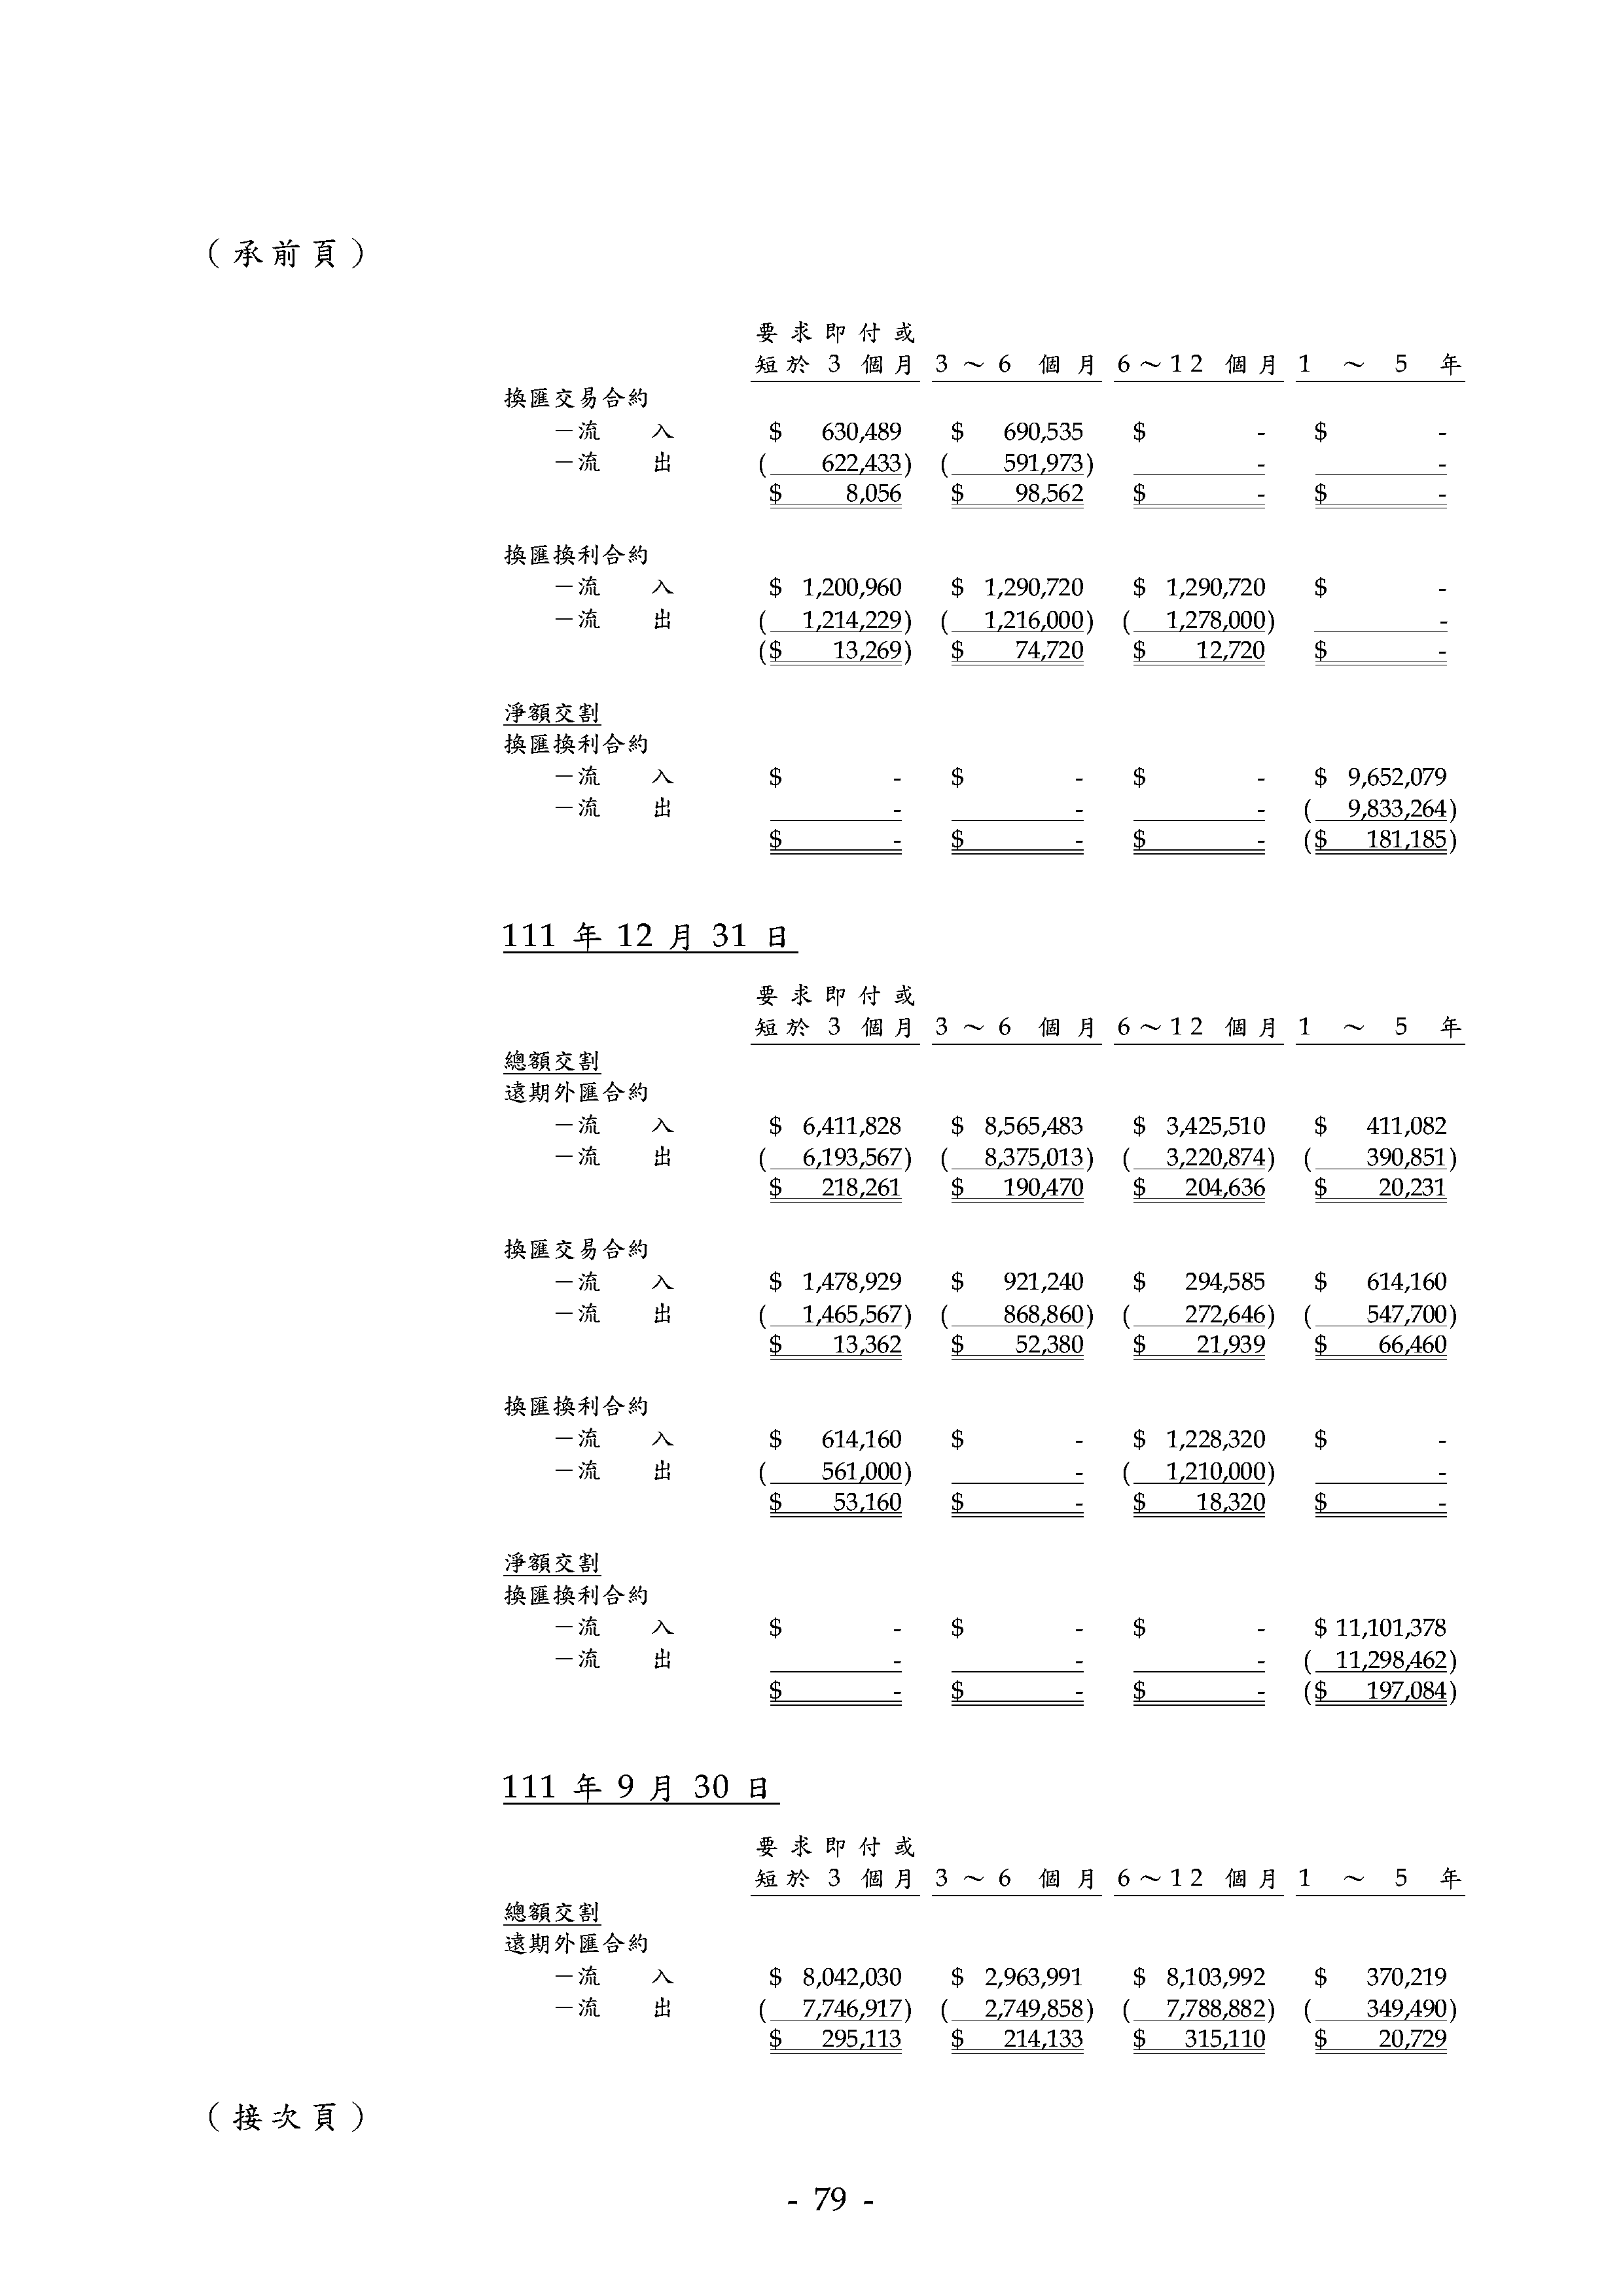 （承前頁）
要求即付或
短於 3 個月 3～6 個月 6～12 個月 1 ～ 5 年
換匯交易合約
－流 入 $ 630,489 $ 690,535 $ - $ -
－流 出 ( 622,433) ( 591,973) - -
$ 8,056 $ 98,562 $ - $ -
換匯換利合約
－流 入 $ 1,200,960 $ 1,290,720 $ 1,290,720 $ -
－流 出 ( 1,214,229) ( 1,216,000) ( 1,278,000) -
($ 13,269) $ 74,720 $ 12,720 $ -
淨額交割
換匯換利合約
－流 入 $ - $ - $ - $ 9,652,079
－流 出 - - - ( 9,833,264)
$ - $ - $ - ($ 181,185)
111 年 12 月 31 日
要求即付或
短於 3 個月 3～6 個月 6～12 個月 1 ～ 5 年
總額交割
遠期外匯合約
－流 入 $ 6,411,828 $ 8,565,483 $ 3,425,510 $ 411,082
－流 出 ( 6,193,567) ( 8,375,013) ( 3,220,874) ( 390,851)
$ 218,261 $ 190,470 $ 204,636 $ 20,231
換匯交易合約
－流 入 $ 1,478,929 $ 921,240 $ 294,585 $ 614,160
－流 出 ( 1,465,567) ( 868,860) ( 272,646) ( 547,700)
$ 13,362 $ 52,380 $ 21,939 $ 66,460
換匯換利合約
－流 入 $ 614,160 $ - $ 1,228,320 $ -
－流 出 ( 561,000) - ( 1,210,000) -
$ 53,160 $ - $ 18,320 $ -
淨額交割
換匯換利合約
－流 入 $ - $ - $ - $ 11,101,378
－流 出 - - - ( 11,298,462)
$ - $ - $ - ($ 197,084)
111 年 9 月 30 日
要求即付或
短於 3 個月 3～6 個月 6～12 個月 1 ～ 5 年
總額交割
遠期外匯合約
－流 入 $ 8,042,030 $ 2,963,991 $ 8,103,992 $ 370,219
－流 出 ( 7,746,917) ( 2,749,858) ( 7,788,882) ( 349,490)
$ 295,113 $ 214,133 $ 315,110 $ 20,729
（接次頁）
- 79 -